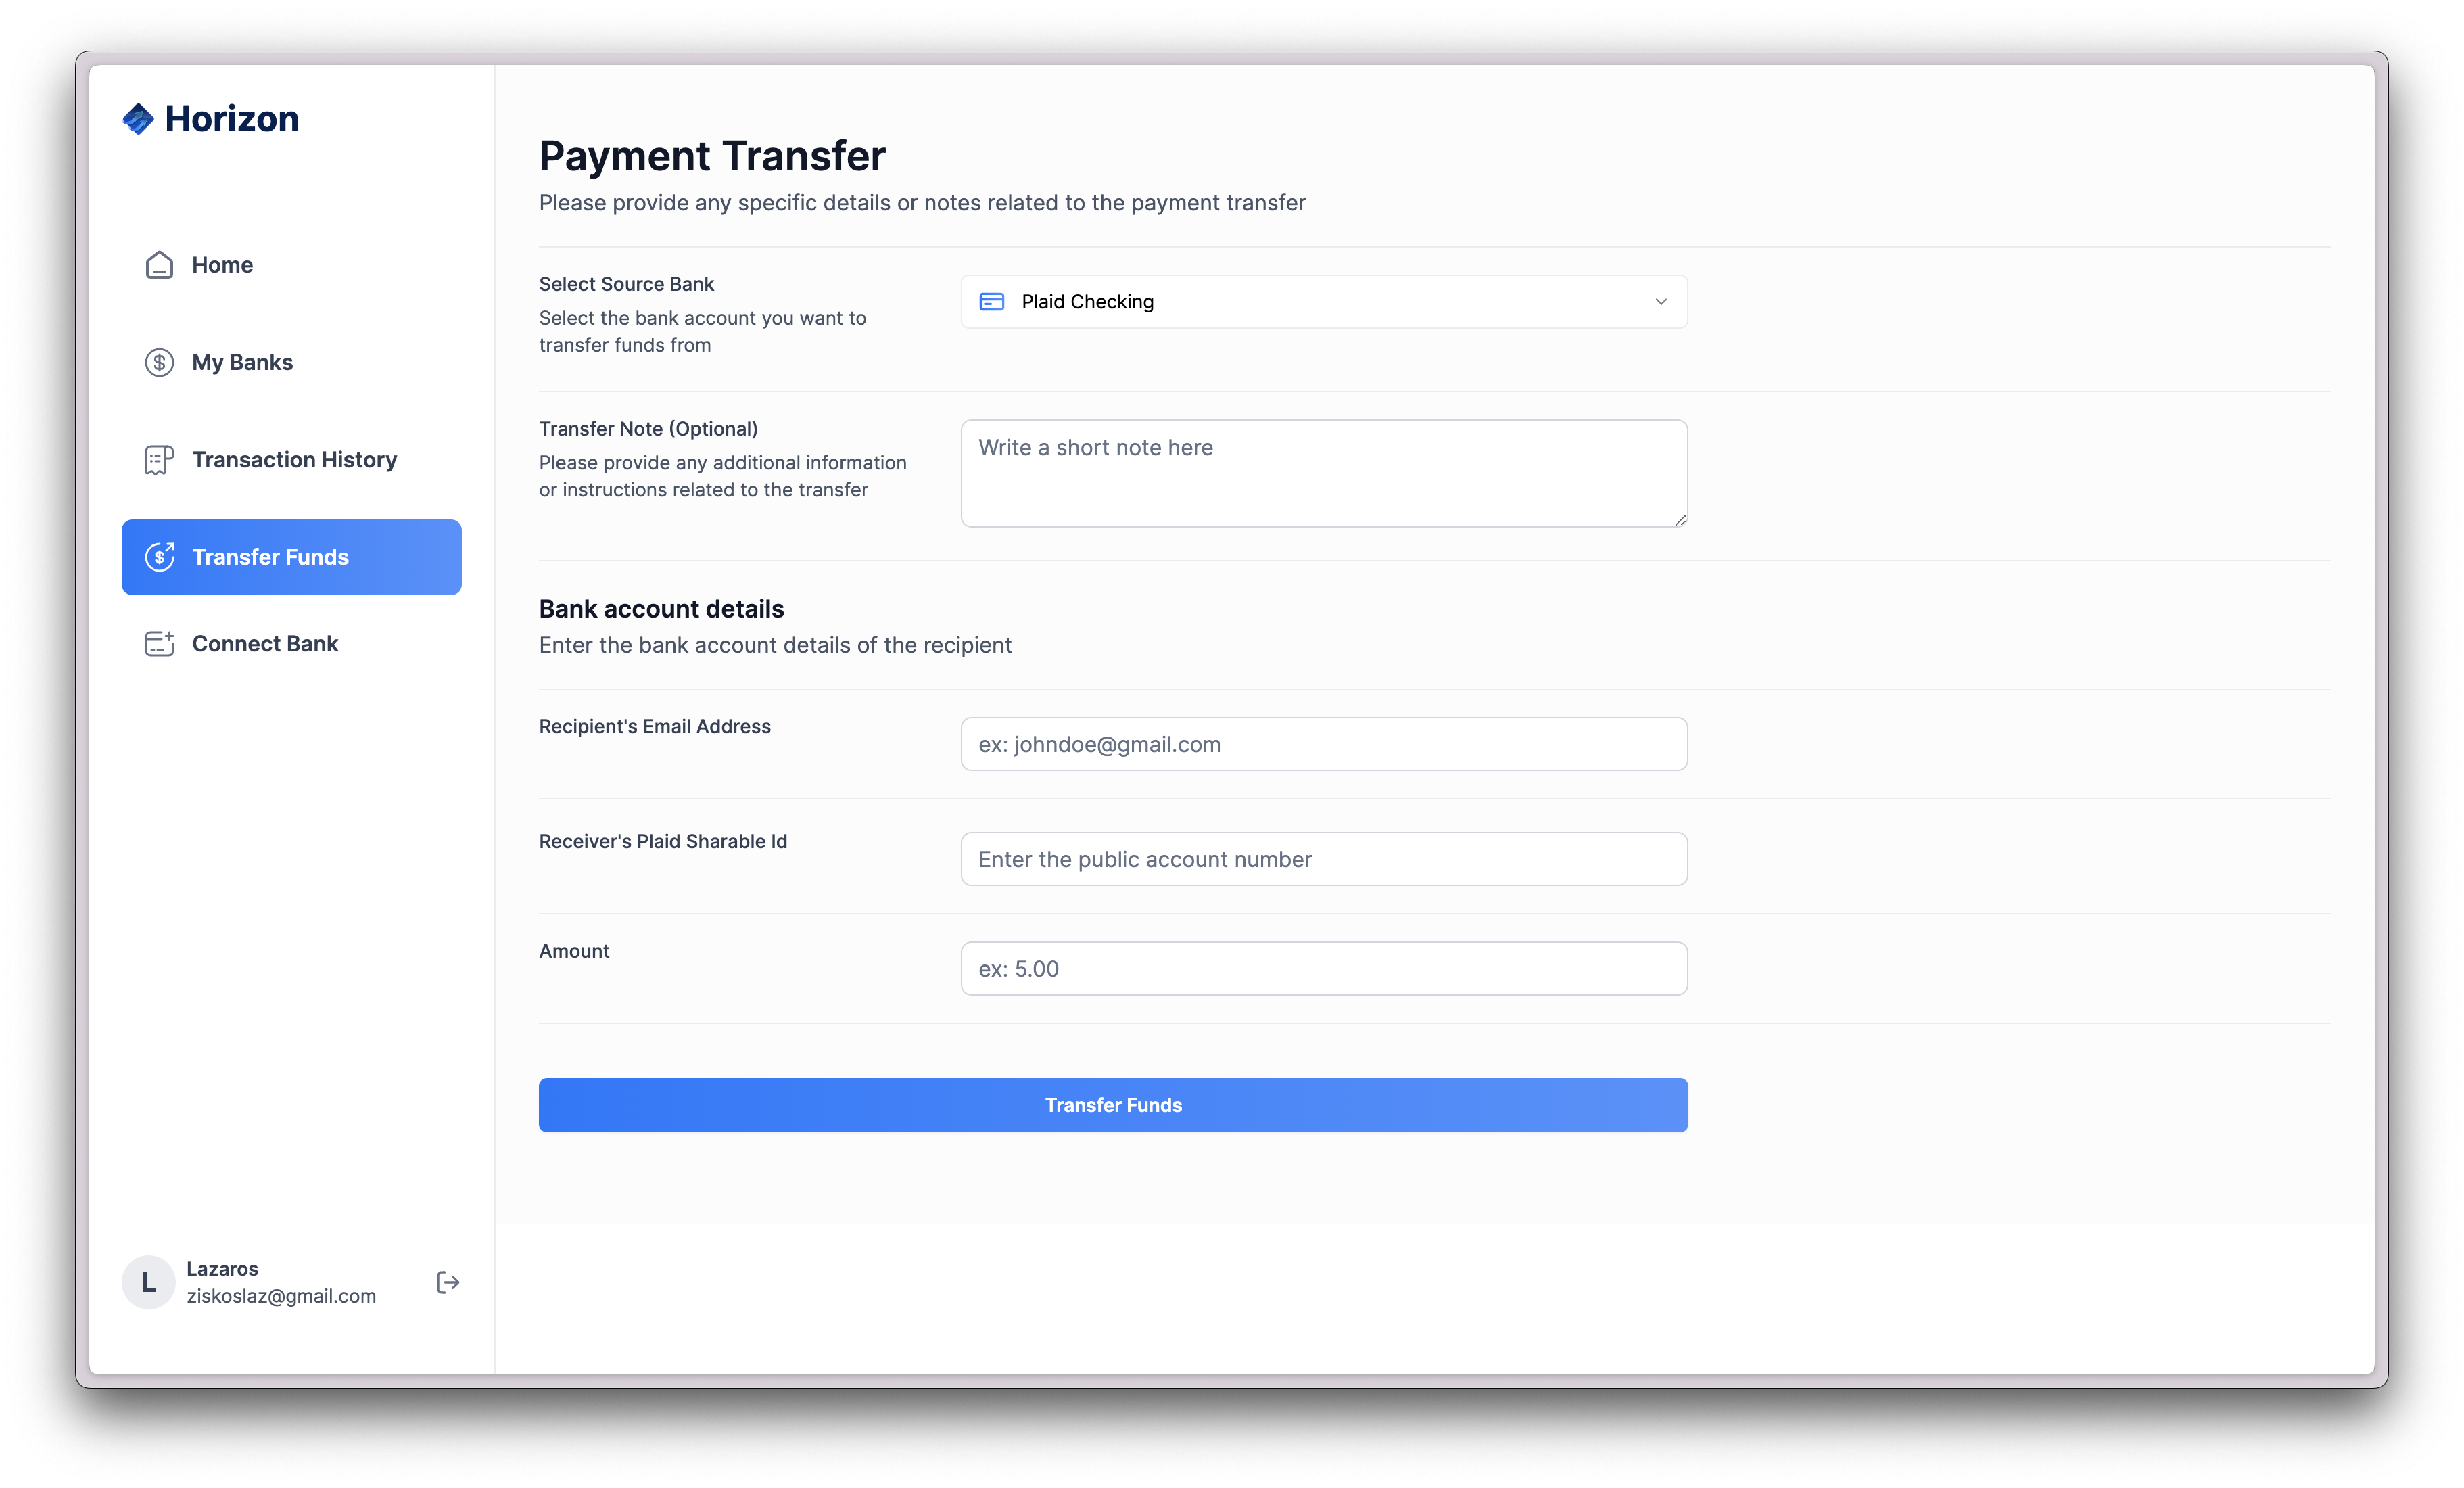 Horizon
Home
My Banks
Transaction History
Transfer Funds
Connect Bank
L
Lazaros
ziskoslaz@gmail.com
Payment Transfer
Please provide any specific details or notes related to the payment transfer
Select Source Bank
Select the bank account you want to
transfer funds from
Plaid Checking
Transfer Note (Optional)
Please provide any additional information
or instructions related to the transfer
Write a short note here
Bank account details
Enter the bank account details of the recipient
Recipient's Email Address
ex: johndoe@gmail.com
Receiver's Plaid Sharable Id
Enter the public account number
Amount
ex: 5.00
Transfer Funds